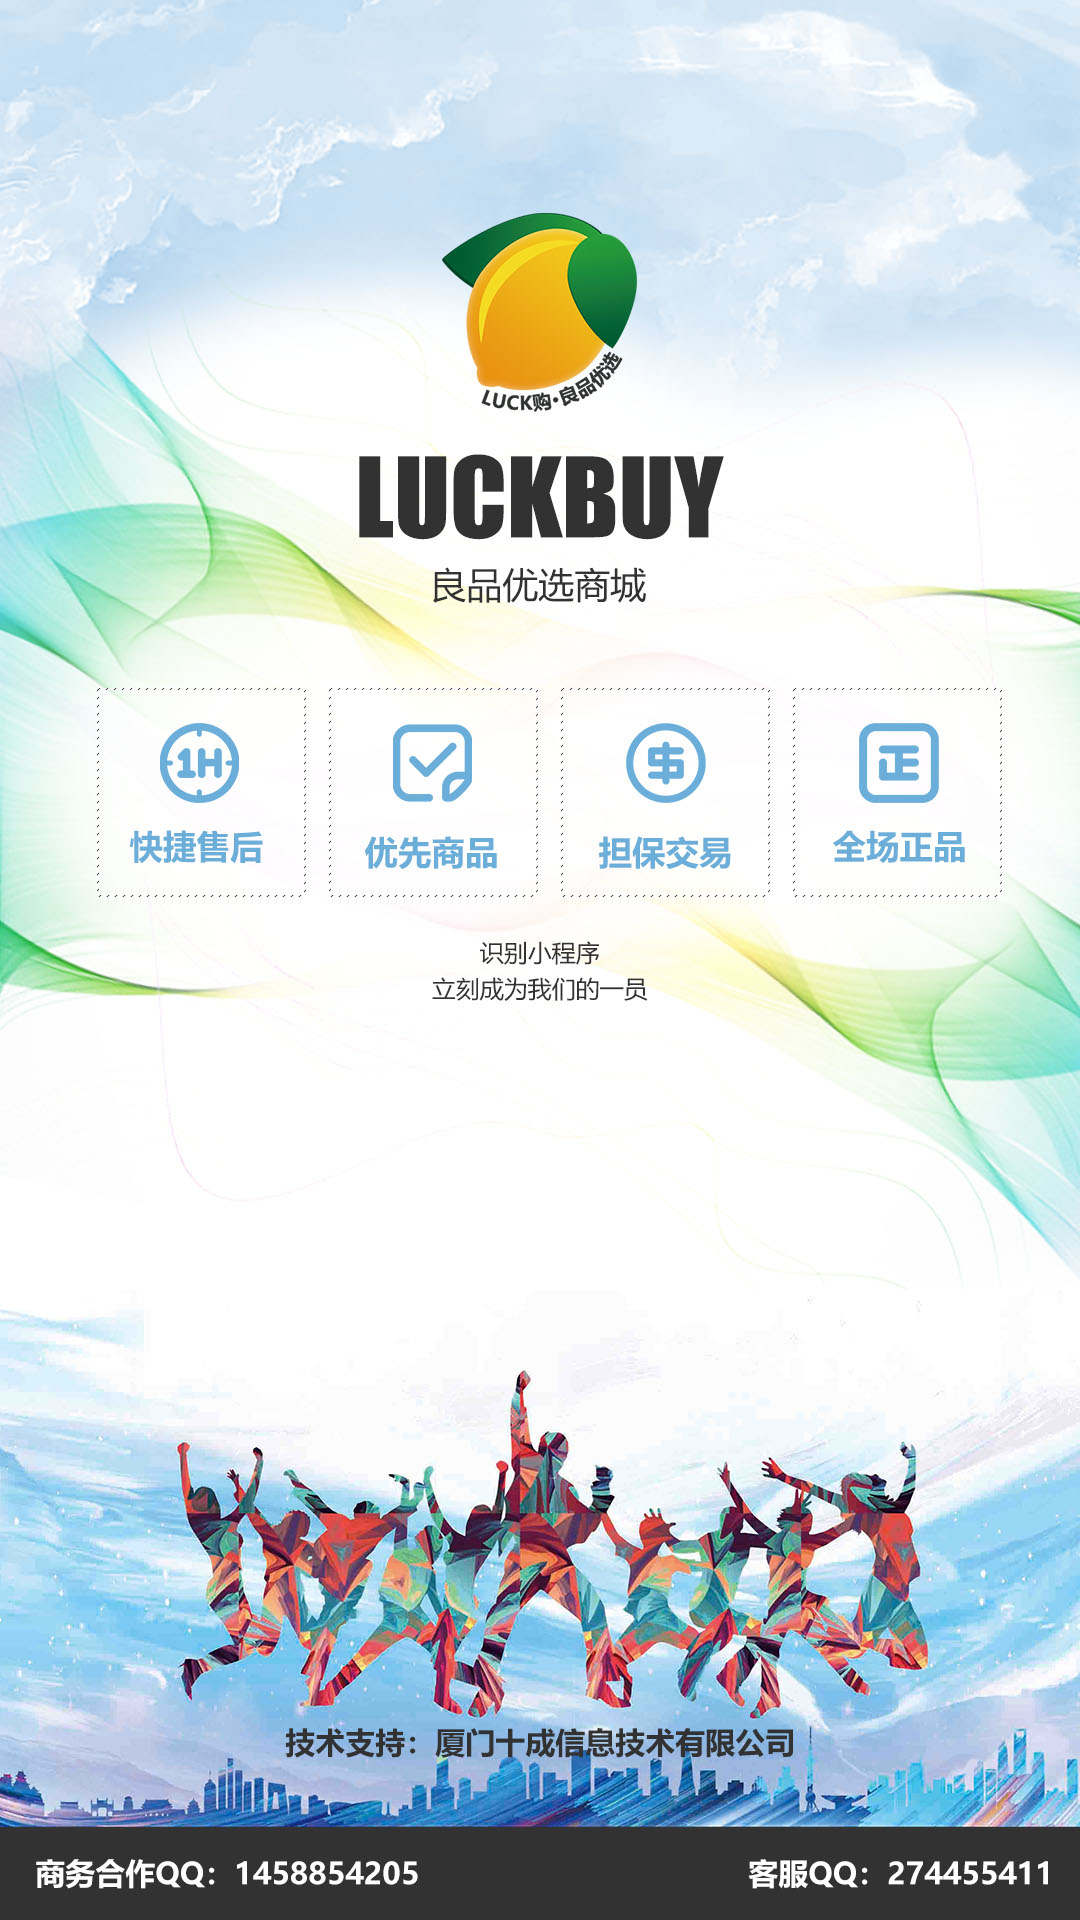 LUCK购·良品优选
LUCKBUY
良品优选商城
1H
$
正
快捷售后
优先商品
担保交易
全场正品
识别小程序
立刻成为我们的一员
技术支持：厦门十成信息技术有限公司
商务合作QQ：1458854205
客服QQ：274455411